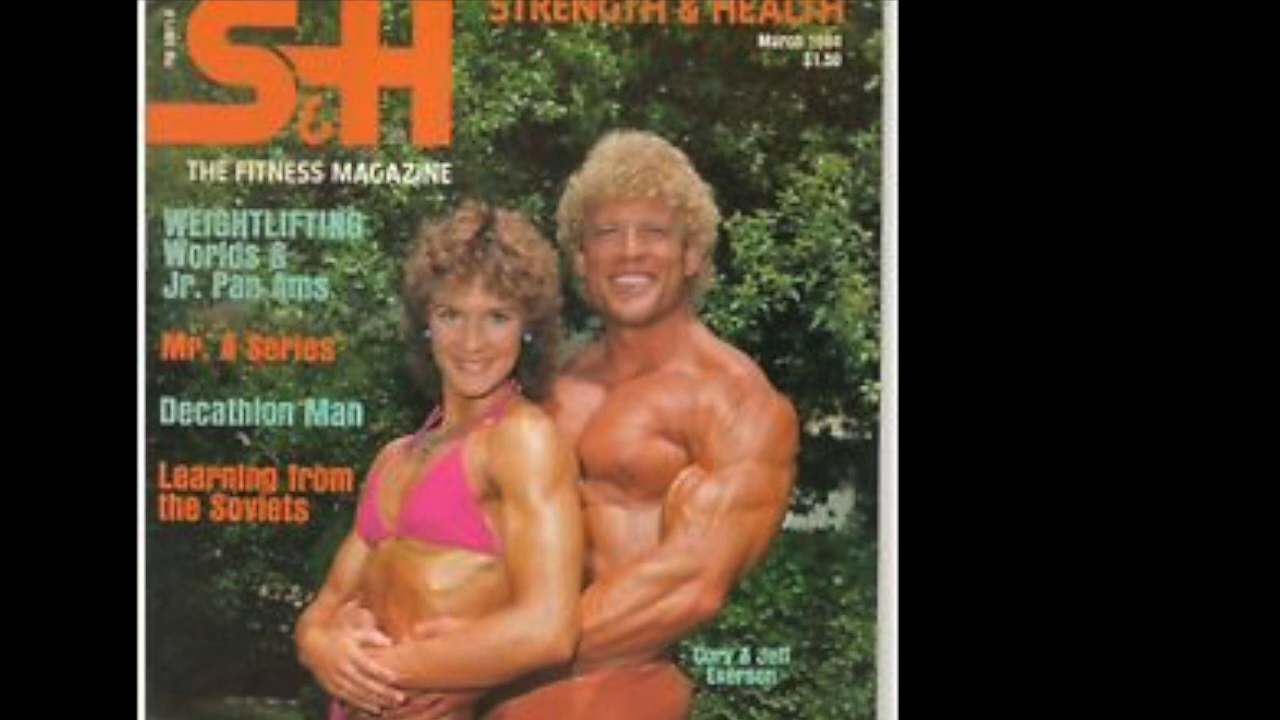 STRENGTH & HEALTH
S&H
March
$1.50
THE FITNESS MAGAZINE
WEIGHTLIFTING
Worlds &
Jr. Pan Ams
Mr. A Series
Decathlon Man
Learning from
the Soviets
Cory & Jeff
Everson